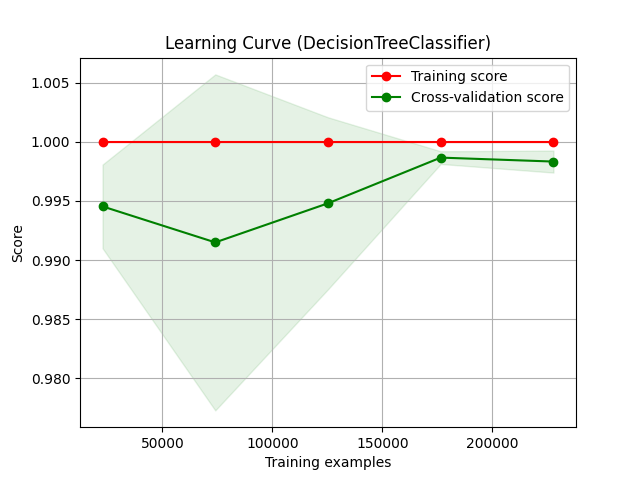 Learning Curve (DecisionTreeClassifier)
Training score
Cross-validation score
1.005
1.000
0.995
0.990
0.985
0.980
Score
50000
100000
150000
200000
Training examples